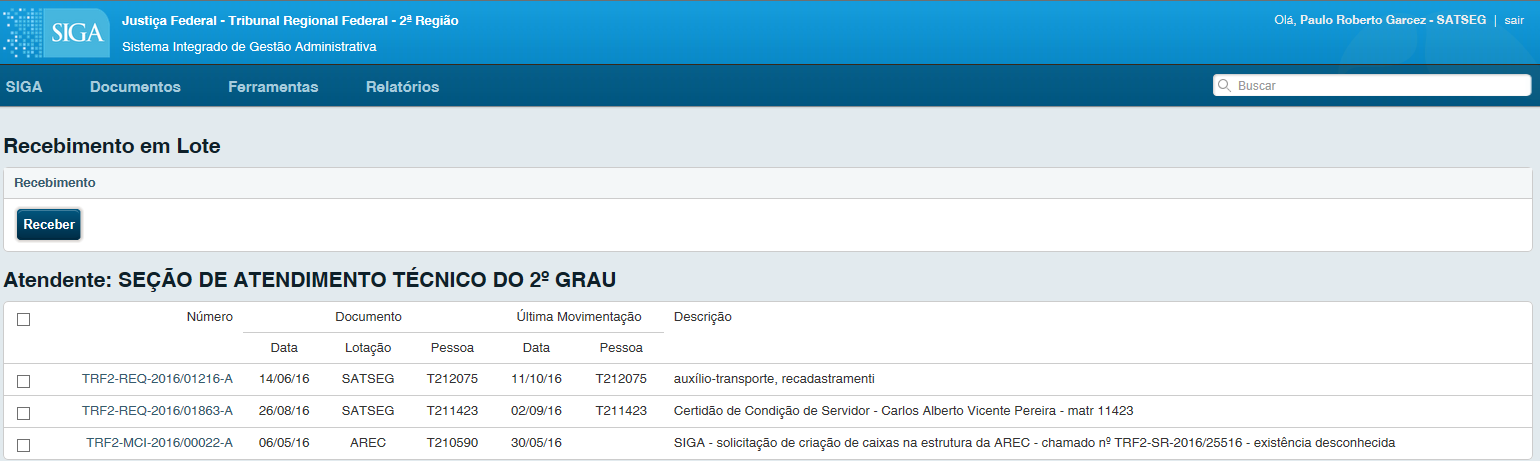 SIGA
Justiça Federal - Tribunal Regional Federal - 2ª Região
Sistema Integrado de Gestão Administrativa
Olá, Paulo Roberto Garcez - SATSEG | sair
SIGA Documentos Ferramentas Relatórios Buscar
Recebimento em Lote
Recebimento
Receber
Atendente: SEÇÃO DE ATENDIMENTO TÉCNICO DO 2º GRAU
Número Documento Última Movimentação Descrição
Data Lotação Pessoa Data Pessoa
TRF2-REQ-2016/01216-A 14/06/16 SATSEG T212075 11/10/16 T212075 auxílio-transporte, recadastramenti
TRF2-REQ-2016/01863-A 26/08/16 SATSEG T211423 02/09/16 T211423 Certidão de Condição de Servidor - Carlos Alberto Vicente Pereira - matr 11423
TRF2-MCI-2016/00022-A 06/05/16 AREC T210590 30/05/16 SIGA - solicitação de criação de caixas na estrutura da AREC - chamado nº TRF2-SR-2016/25516 - existência desconhecida